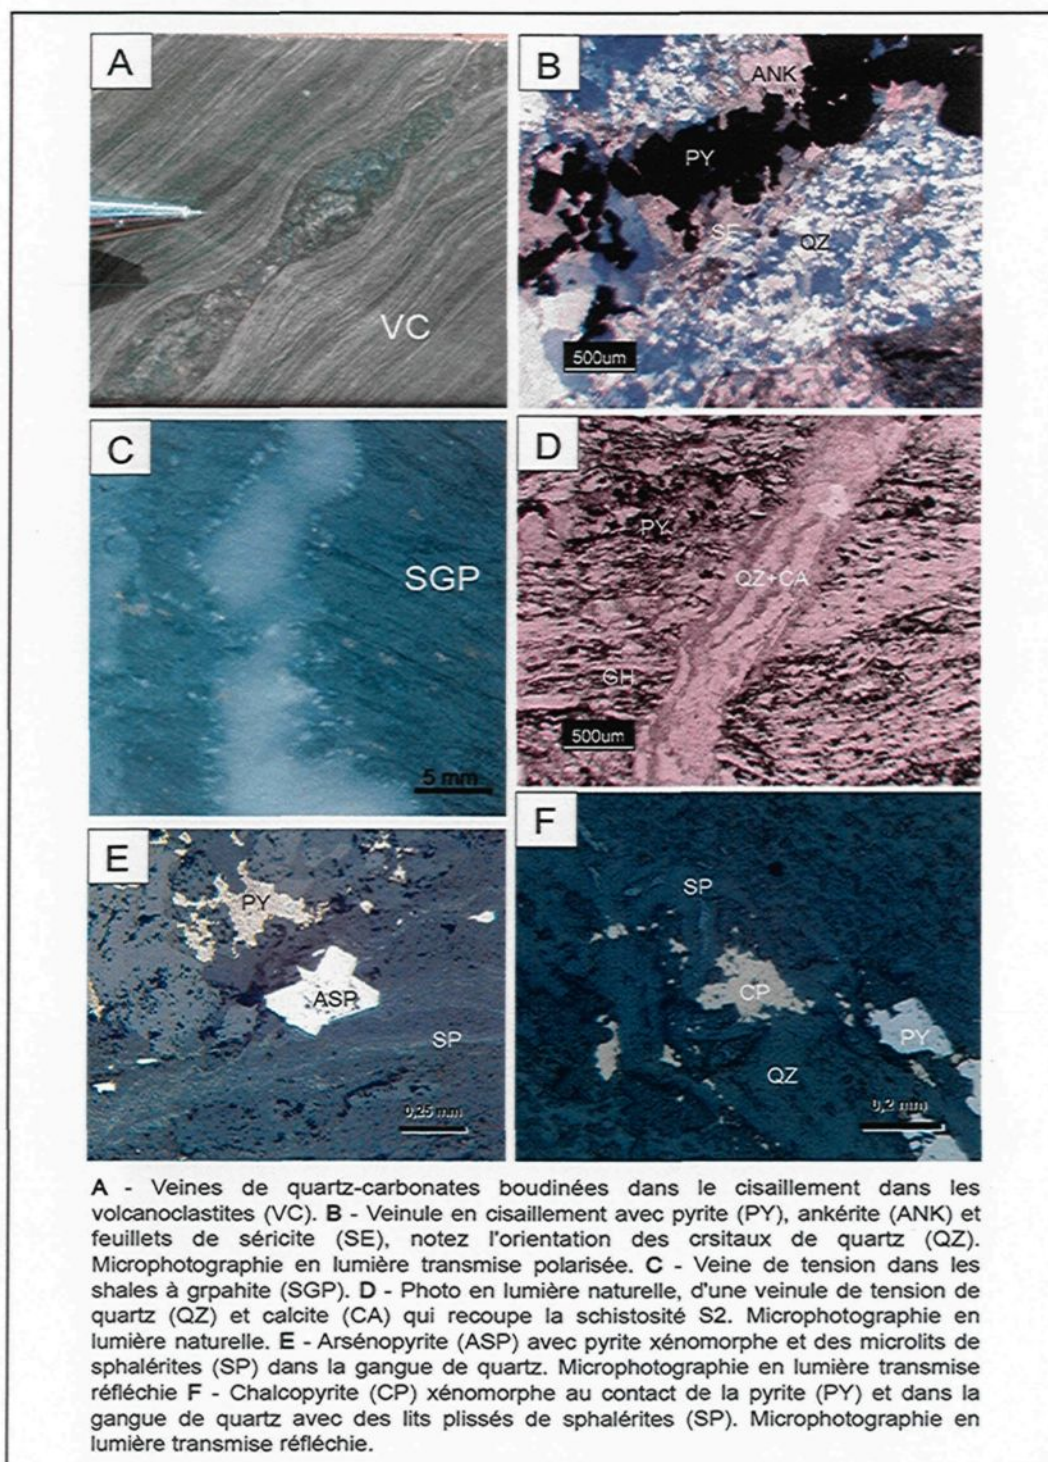 A
VC
B
ANK
PY
SE
QZ
500um
C
SGP
5 mm
D
PY
QZ+CA
GH
500um
E
PY
ASP
SP
0,25 mm
F
SP
CP
PY
QZ
0,2 mm
A - Veines de quartz-carbonates boudinées dans le cisaillement dans les
volcanoclastites (VC). B - Veinule en cisaillement avec pyrite (PY), ankérite (ANK) et
feuillets de séricite (SE), notez l'orientation des crsitaux de quartz (QZ).
Microphotographie en lumière transmise polarisée. C - Veine de tension dans les
shales à grpahite (SGP). D - Photo en lumière naturelle, d'une veinule de tension de
quartz (QZ) et calcite (CA) qui recoupe la schistosité S2. Microphotographie en
lumière naturelle. E - Arsénopyrite (ASP) avec pyrite xénomorphe et des microlits de
sphalérites (SP) dans la gangue de quartz. Microphotographie en lumière transmise
réfléchie F - Chalcopyrite (CP) xénomorphe au contact de la pyrite (PY) et dans la
gangue de quartz avec des lits plissés de sphalérites (SP). Microphotographie en
lumière transmise réfléchie.